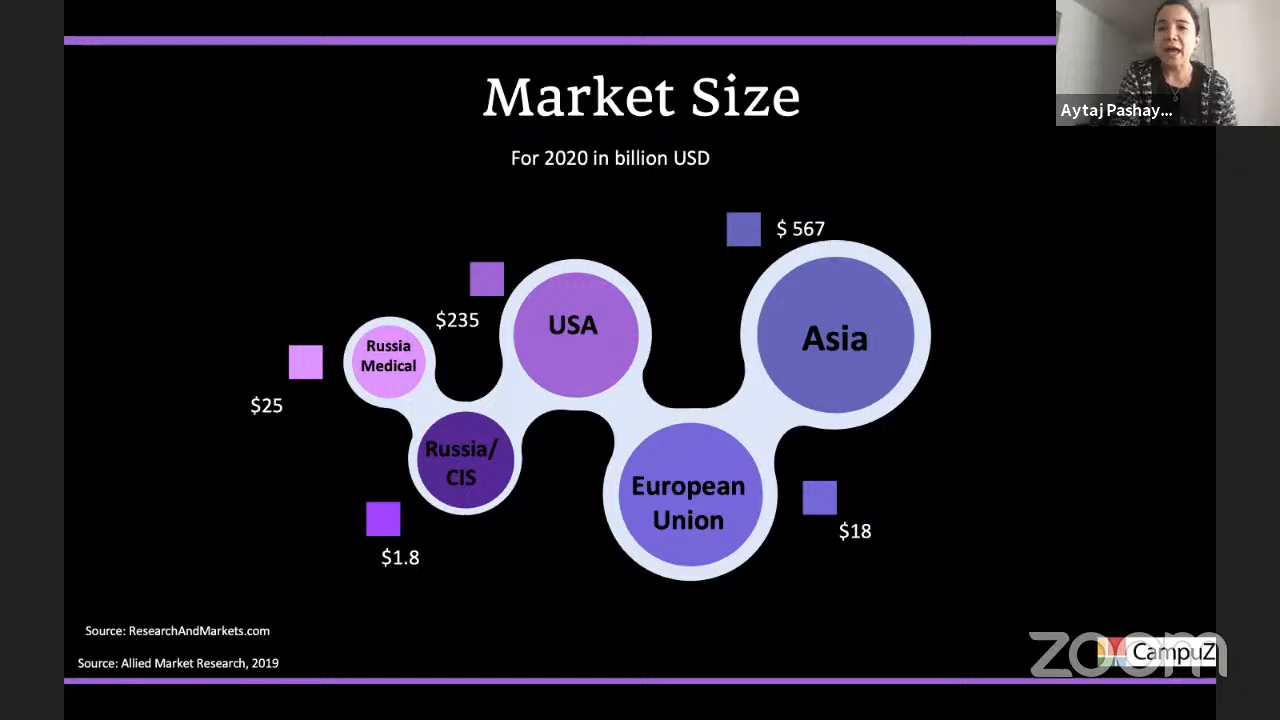 Market Size
For 2020 in billion USD
Aytaj Pashay...
$ 567
$235
USA
Asia
Russia
Medical
$25
Russia/
CIS
European
Union
$18
$1.8
Source: ResearchAndMarkets.com
Source: Allied Market Research, 2019
zoom
CampuZ